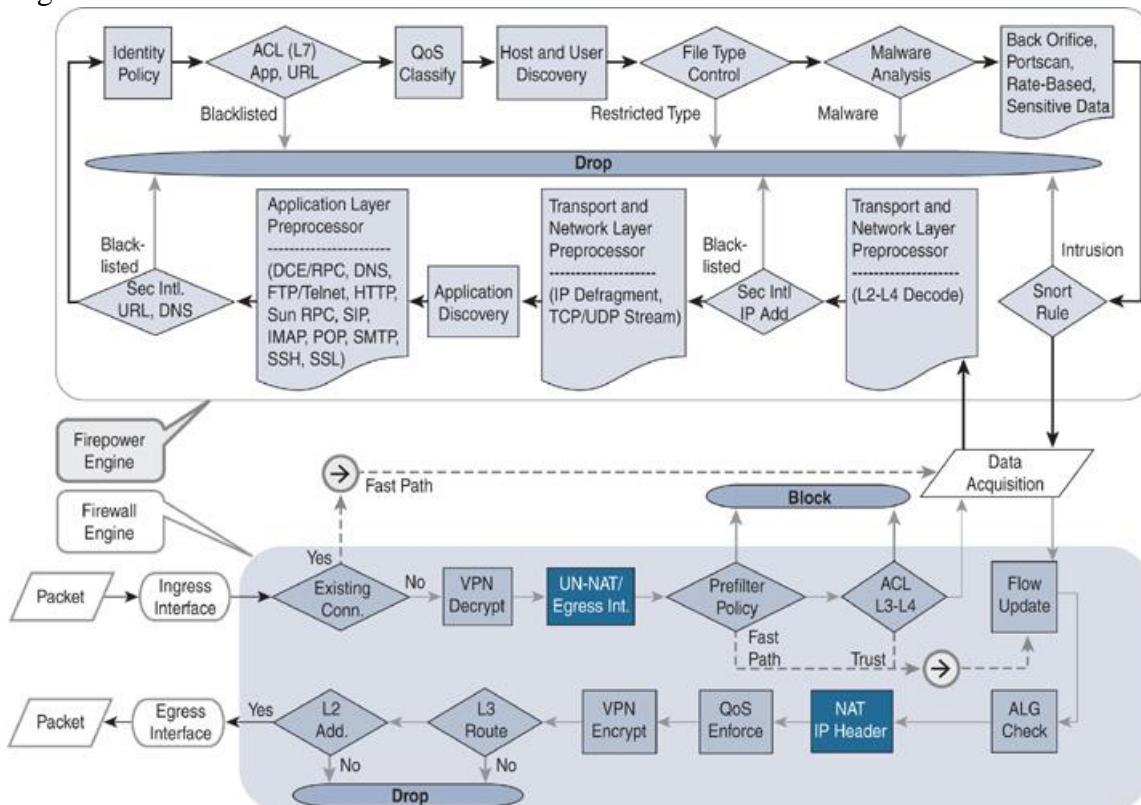 Identity
Policy
ACL (L7)
App, URL
QoS
Classify
Host and User
Discovery
File Type
Control
Malware
Analysis
Back Orifice,
Portscan,
Rate-Based,
Sensitive Data
Blacklisted
Restricted Type
Malware
Drop
Black-
listed
Sec Intl.
URL, DNS
Application Layer
Preprocessor
(DCE/RPC, DNS,
FTP/Telnet, HTTP,
Sun RPC, SIP,
IMAP, POP, SMTP,
SSH, SSL)
Application
Discovery
Transport and
Network Layer
Preprocessor
(IP Defragment,
TCP/UDP Stream)
Black-
listed
Sec Intl
IP Add.
Transport and
Network Layer
Preprocessor
(L2-L4 Decode)
Intrusion
Snort
Rule
Firepower
Engine
Firewall
Engine
Fast Path
Block
Data
Acquisition
Packet
Ingress
Interface
Yes
Existing
Conn.
No
VPN
Decrypt
UN-NAT/
Egress Int.
Prefilter
Policy
ACL
L3-L4
Flow
Update
Fast
Path
Trust
Packet
Egress
Interface
Yes
L2
Add.
L3
Route
VPN
Encrypt
QoS
Enforce
NAT
IP Header
ALG
Check
No
No
Drop